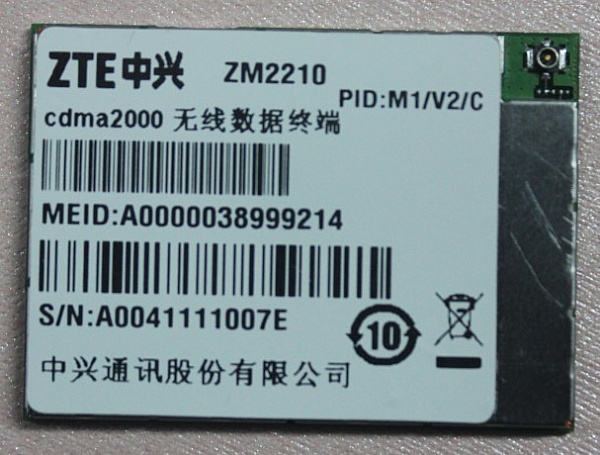 ZTE中兴 ZM2210
PID:M1/V2/C
cdma2000 无线数据终端
MEID:A0000038999214
S/N:A0041111007E
10
中兴通讯股份有限公司